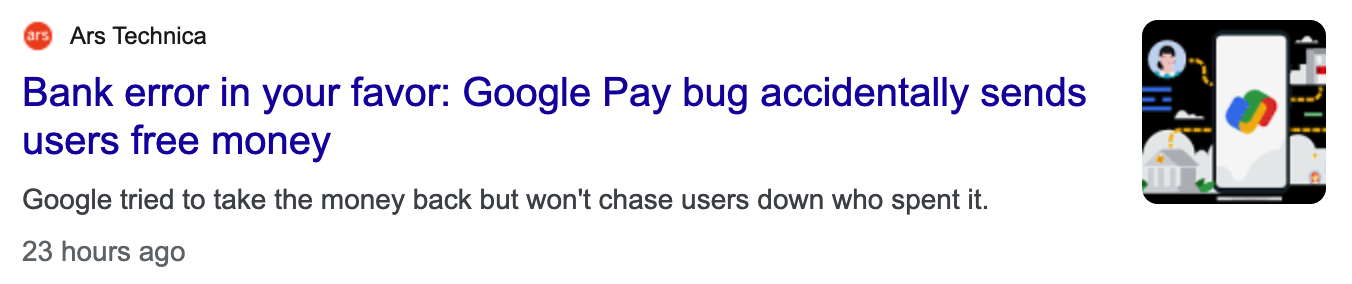 ars
Ars Technica
Bank error in your favor: Google Pay bug accidentally sends
users free money
Google tried to take the money back but won't chase users down who spent it.
23 hours ago